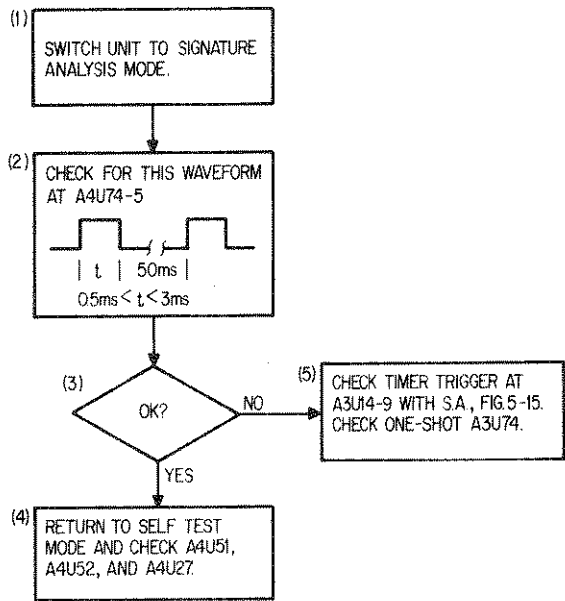 (1)
SWITCH UNIT TO SIGNATURE
ANALYSIS MODE.
(2)
CHECK FOR THIS WAVEFORM
AT A4U74-5
t 50ms
0.5ms < t < 3ms
(3)
OK?
NO
YES
(5)
CHECK TIMER TRIGGER AT
A3U14-9 WITH S.A., FIG. 5-15.
CHECK ONE-SHOT A3U74.
(4)
RETURN TO SELF TEST
MODE AND CHECK A4U51,
A4U52, AND A4U27.